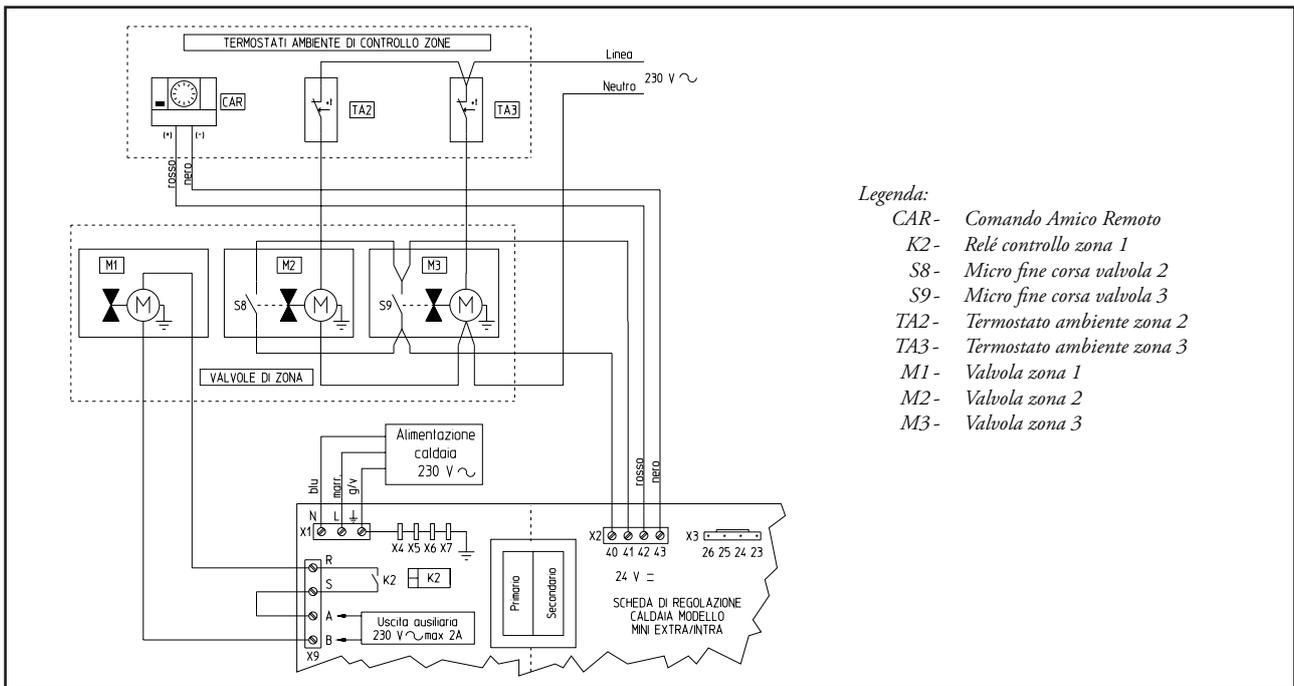 TERMOSTATI AMBIENTE DI CONTROLLO ZONE
Linea
Neutro
230 V ~
CAR
TA2
TA3
+t
+t
(+) (-)
rosso
nero
M1
M2
M3
M
S8
M
S9
M
VALVOLE DI ZONA
Legenda:
CAR - Comando Amico Remoto
K2 - Relé controllo zona 1
S8 - Micro fine corsa valvola 2
S9 - Micro fine corsa valvola 3
TA2 - Termostato ambiente zona 2
TA3 - Termostato ambiente zona 3
M1 - Valvola zona 1
M2 - Valvola zona 2
M3 - Valvola zona 3
Alimentazione
caldaia
230 V ~
blu
marr.
g/v
rosso
nero
N L
X1
X4 X5 X6 X7
X2
40 41 42 43
X3
26 25 24 23
R
S
A
B
X9
K2
K2
Uscita ausiliaria
230 V ~ max 2A
Primario
Secondario
24 V ⎓
SCHEDA DI REGOLAZIONE
CALDAIA MODELLO
MINI EXTRA/INTRA